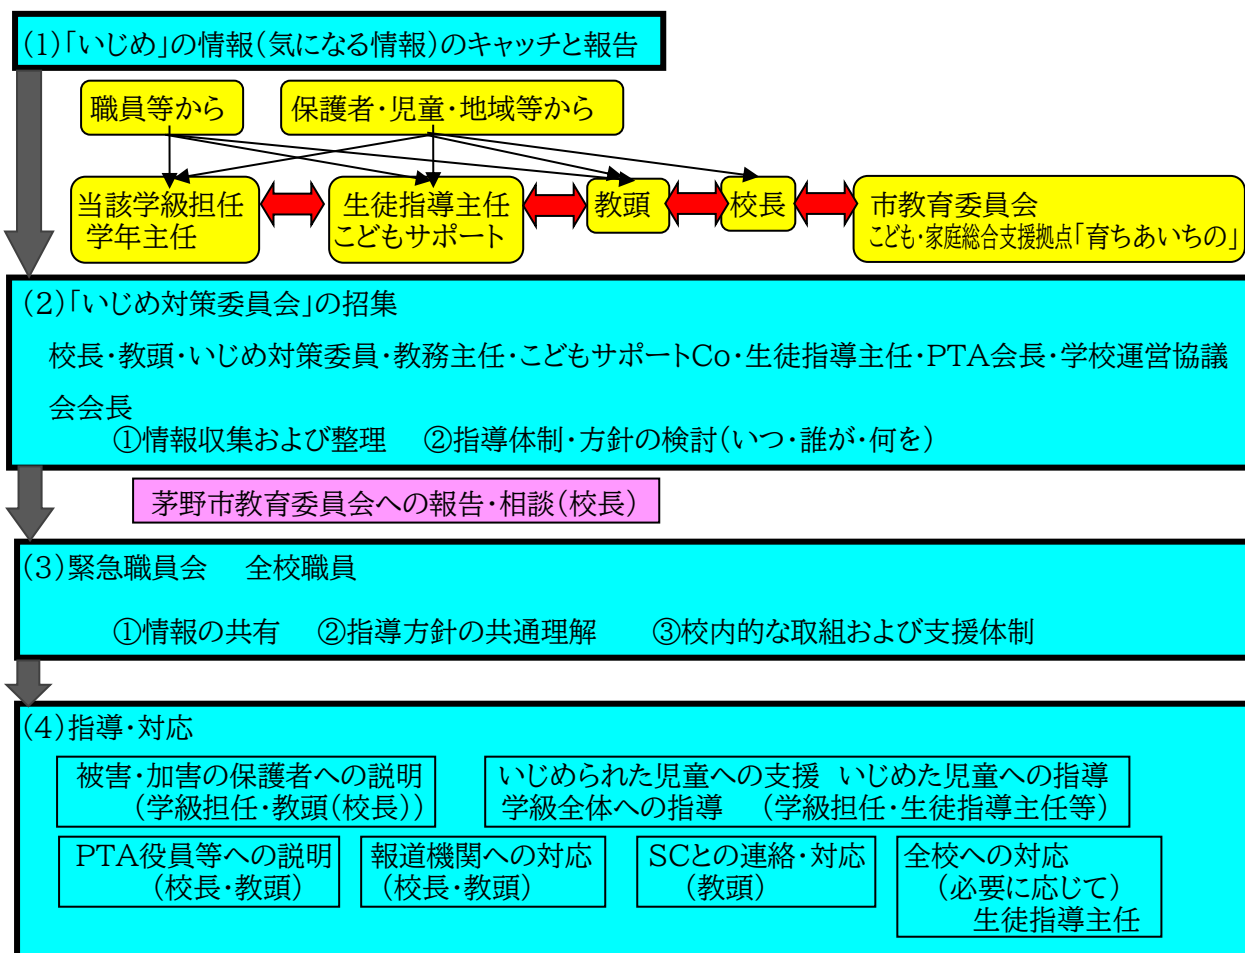 (1)「いじめ」の情報(気になる情報)のキャッチと報告
職員等から
保護者・児童・地域等から
当該学級担任
学年主任
生徒指導主任
こどもサポート
教頭
校長
市教育委員会
こども・家庭総合支援拠点「育ちあいちの」
(2)「いじめ対策委員会」の招集
校長・教頭・いじめ対策委員・教務主任・こどもサポートCo・生徒指導主任・PTA会長・学校運営協議
会会長
①情報収集および整理　②指導体制・方針の検討(いつ・誰が・何を)
茅野市教育委員会への報告・相談(校長)
(3)緊急職員会　全校職員
①情報の共有　②指導方針の共通理解　③校内的な取組および支援体制
(4)指導・対応
被害・加害の保護者への説明
(学級担任・教頭(校長))
いじめられた児童への支援　いじめた児童への指導
学級全体への指導　(学級担任・生徒指導主任等)
PTA役員等への説明
(校長・教頭)
報道機関への対応
(校長・教頭)
SCとの連絡・対応
(教頭)
全校への対応
(必要に応じて)
生徒指導主任